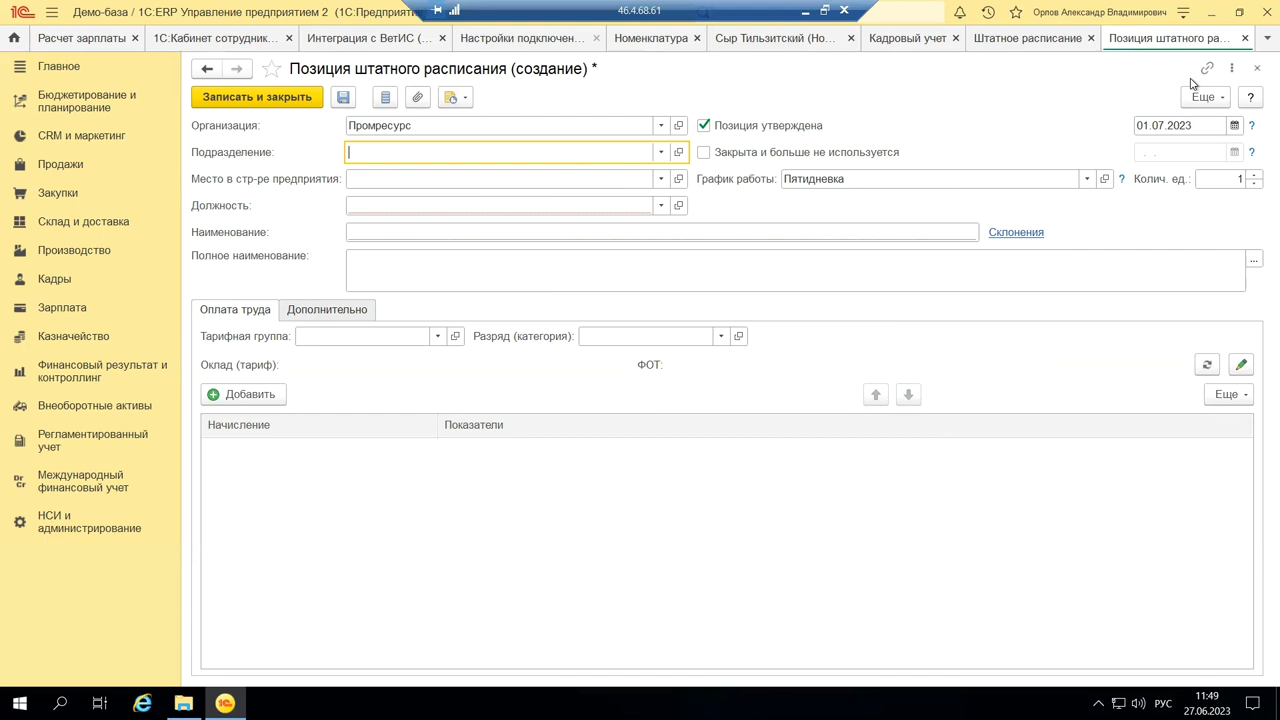 Демо-база / 1С:ERP Управление предприятием 2 (1С:Предприяти
46.4.68.61
Орлов Александр Владимирович
Расчет зарплаты
1С:Кабинет сотрудник...
Интеграция с ВетИС (...
Настройки подключен...
Номенклатура
Сыр Тильзитский (Но...
Кадровый учет
Штатное расписание
Позиция штатного ра...
Главное
Бюджетирование и
планирование
CRM и маркетинг
Продажи
Закупки
Склад и доставка
Производство
Кадры
Зарплата
Казначейство
Финансовый результат и
контроллинг
Внеоборотные активы
Регламентированный
учет
Международный
финансовый учет
НСИ и
администрирование
Позиция штатного расписания (создание) *
Записать и закрыть
Еще
?
Организация:
Промресурс
Позиция утверждена
01.07.2023
?
Подразделение:
Закрыта и больше не используется
. .
?
Место в стр-ре предприятия:
График работы:
Пятидневка
?
Колич. ед.:
1
Должность:
Наименование:
Склонения
Полное наименование:
...
Оплата труда
Дополнительно
Тарифная группа:
Разряд (категория):
Оклад (тариф):
ФОТ:
Добавить
Еще
Начисление
Показатели
РУС
11:49
27.06.2023